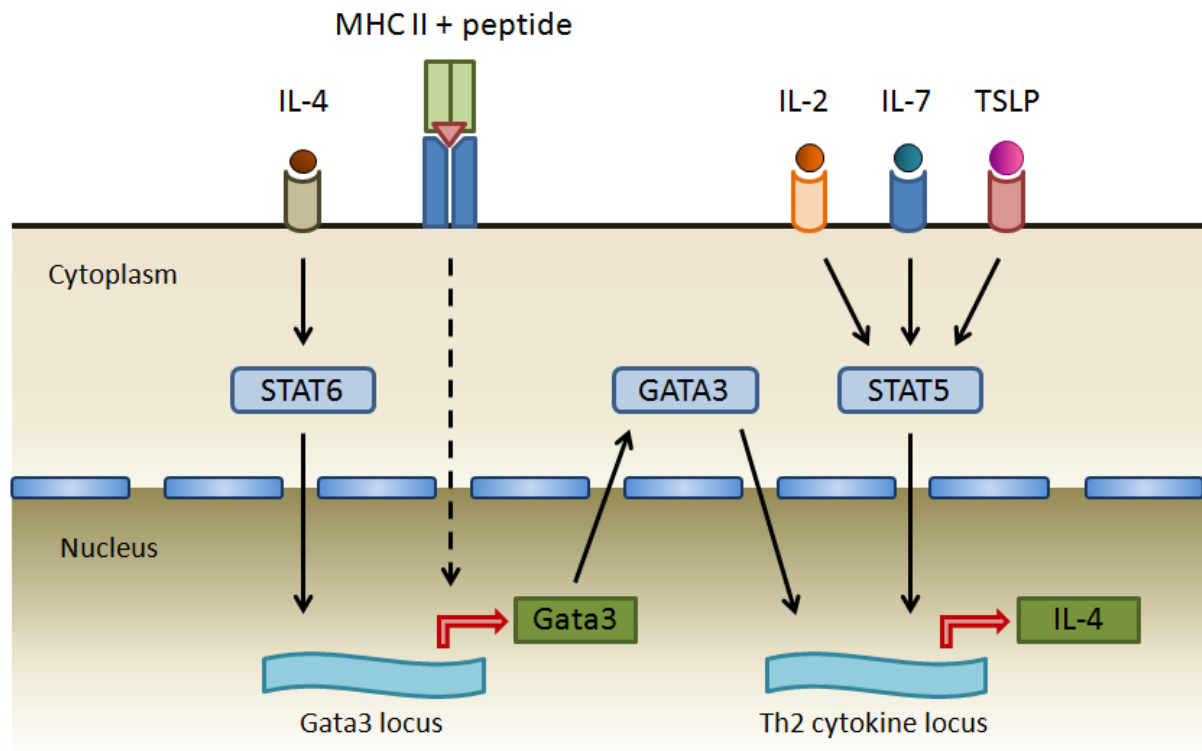 MHC II + peptide
IL-4
IL-2
IL-7
TSLP
Cytoplasm
STAT6
GATA3
STAT5
Nucleus
Gata3
IL-4
Gata3 locus
Th2 cytokine locus